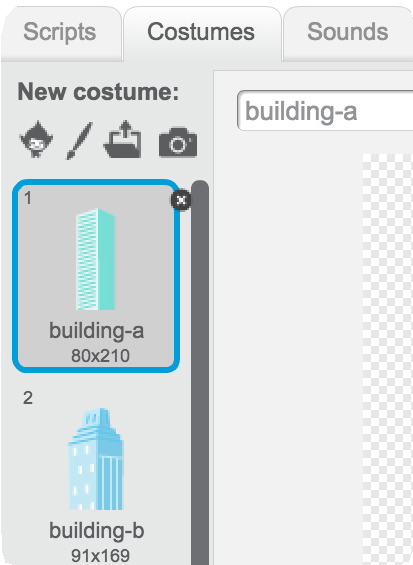 Scripts Costumes Sounds
New costume:
building-a
1
building-a
80x210
2
building-b
91x169